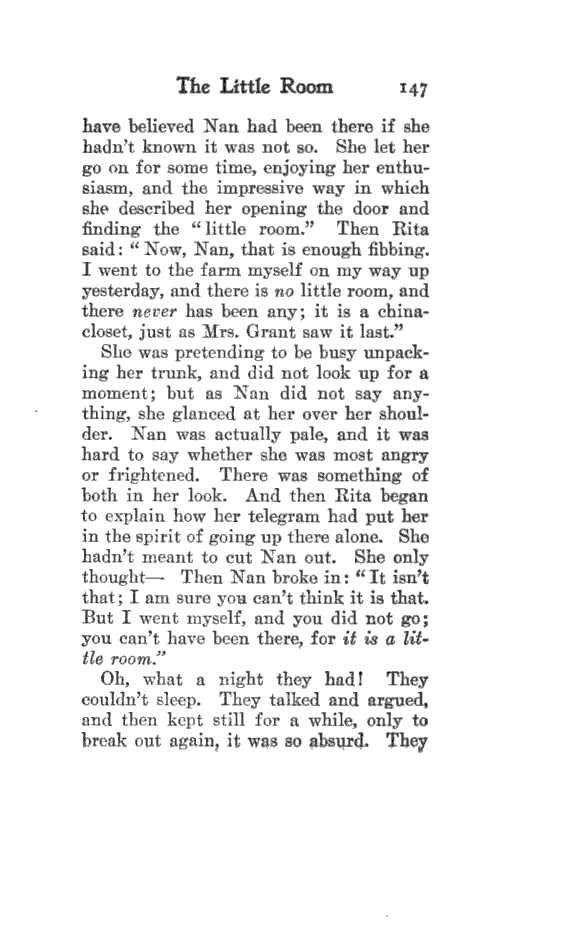 The Little Room 147
have believed Nan had been there if she
hadn't known it was not so. She let her
go on for some time, enjoying her enthu-
siasm, and the impressive way in which
she described her opening the door and
finding the "little room." Then Rita
said: "Now, Nan, that is enough fibbing.
I went to the farm myself on my way up
yesterday, and there is no little room, and
there never has been any; it is a china-
closet, just as Mrs. Grant saw it last."
She was pretending to be busy unpack-
ing her trunk, and did not look up for a
moment; but as Nan did not say any-
thing, she glanced at her over her shoul-
der. Nan was actually pale, and it was
hard to say whether she was most angry
or frightened. There was something of
both in her look. And then Rita began
to explain how her telegram had put her
in the spirit of going up there alone. She
hadn't meant to cut Nan out. She only
thought— Then Nan broke in: "It isn't
that; I am sure you can't think it is that.
But I went myself, and you did not go;
you can't have been there, for it is a lit-
tle room."
Oh, what a night they had! They
couldn't sleep. They talked and argued,
and then kept still for a while, only to
break out again, it was so absurd. They